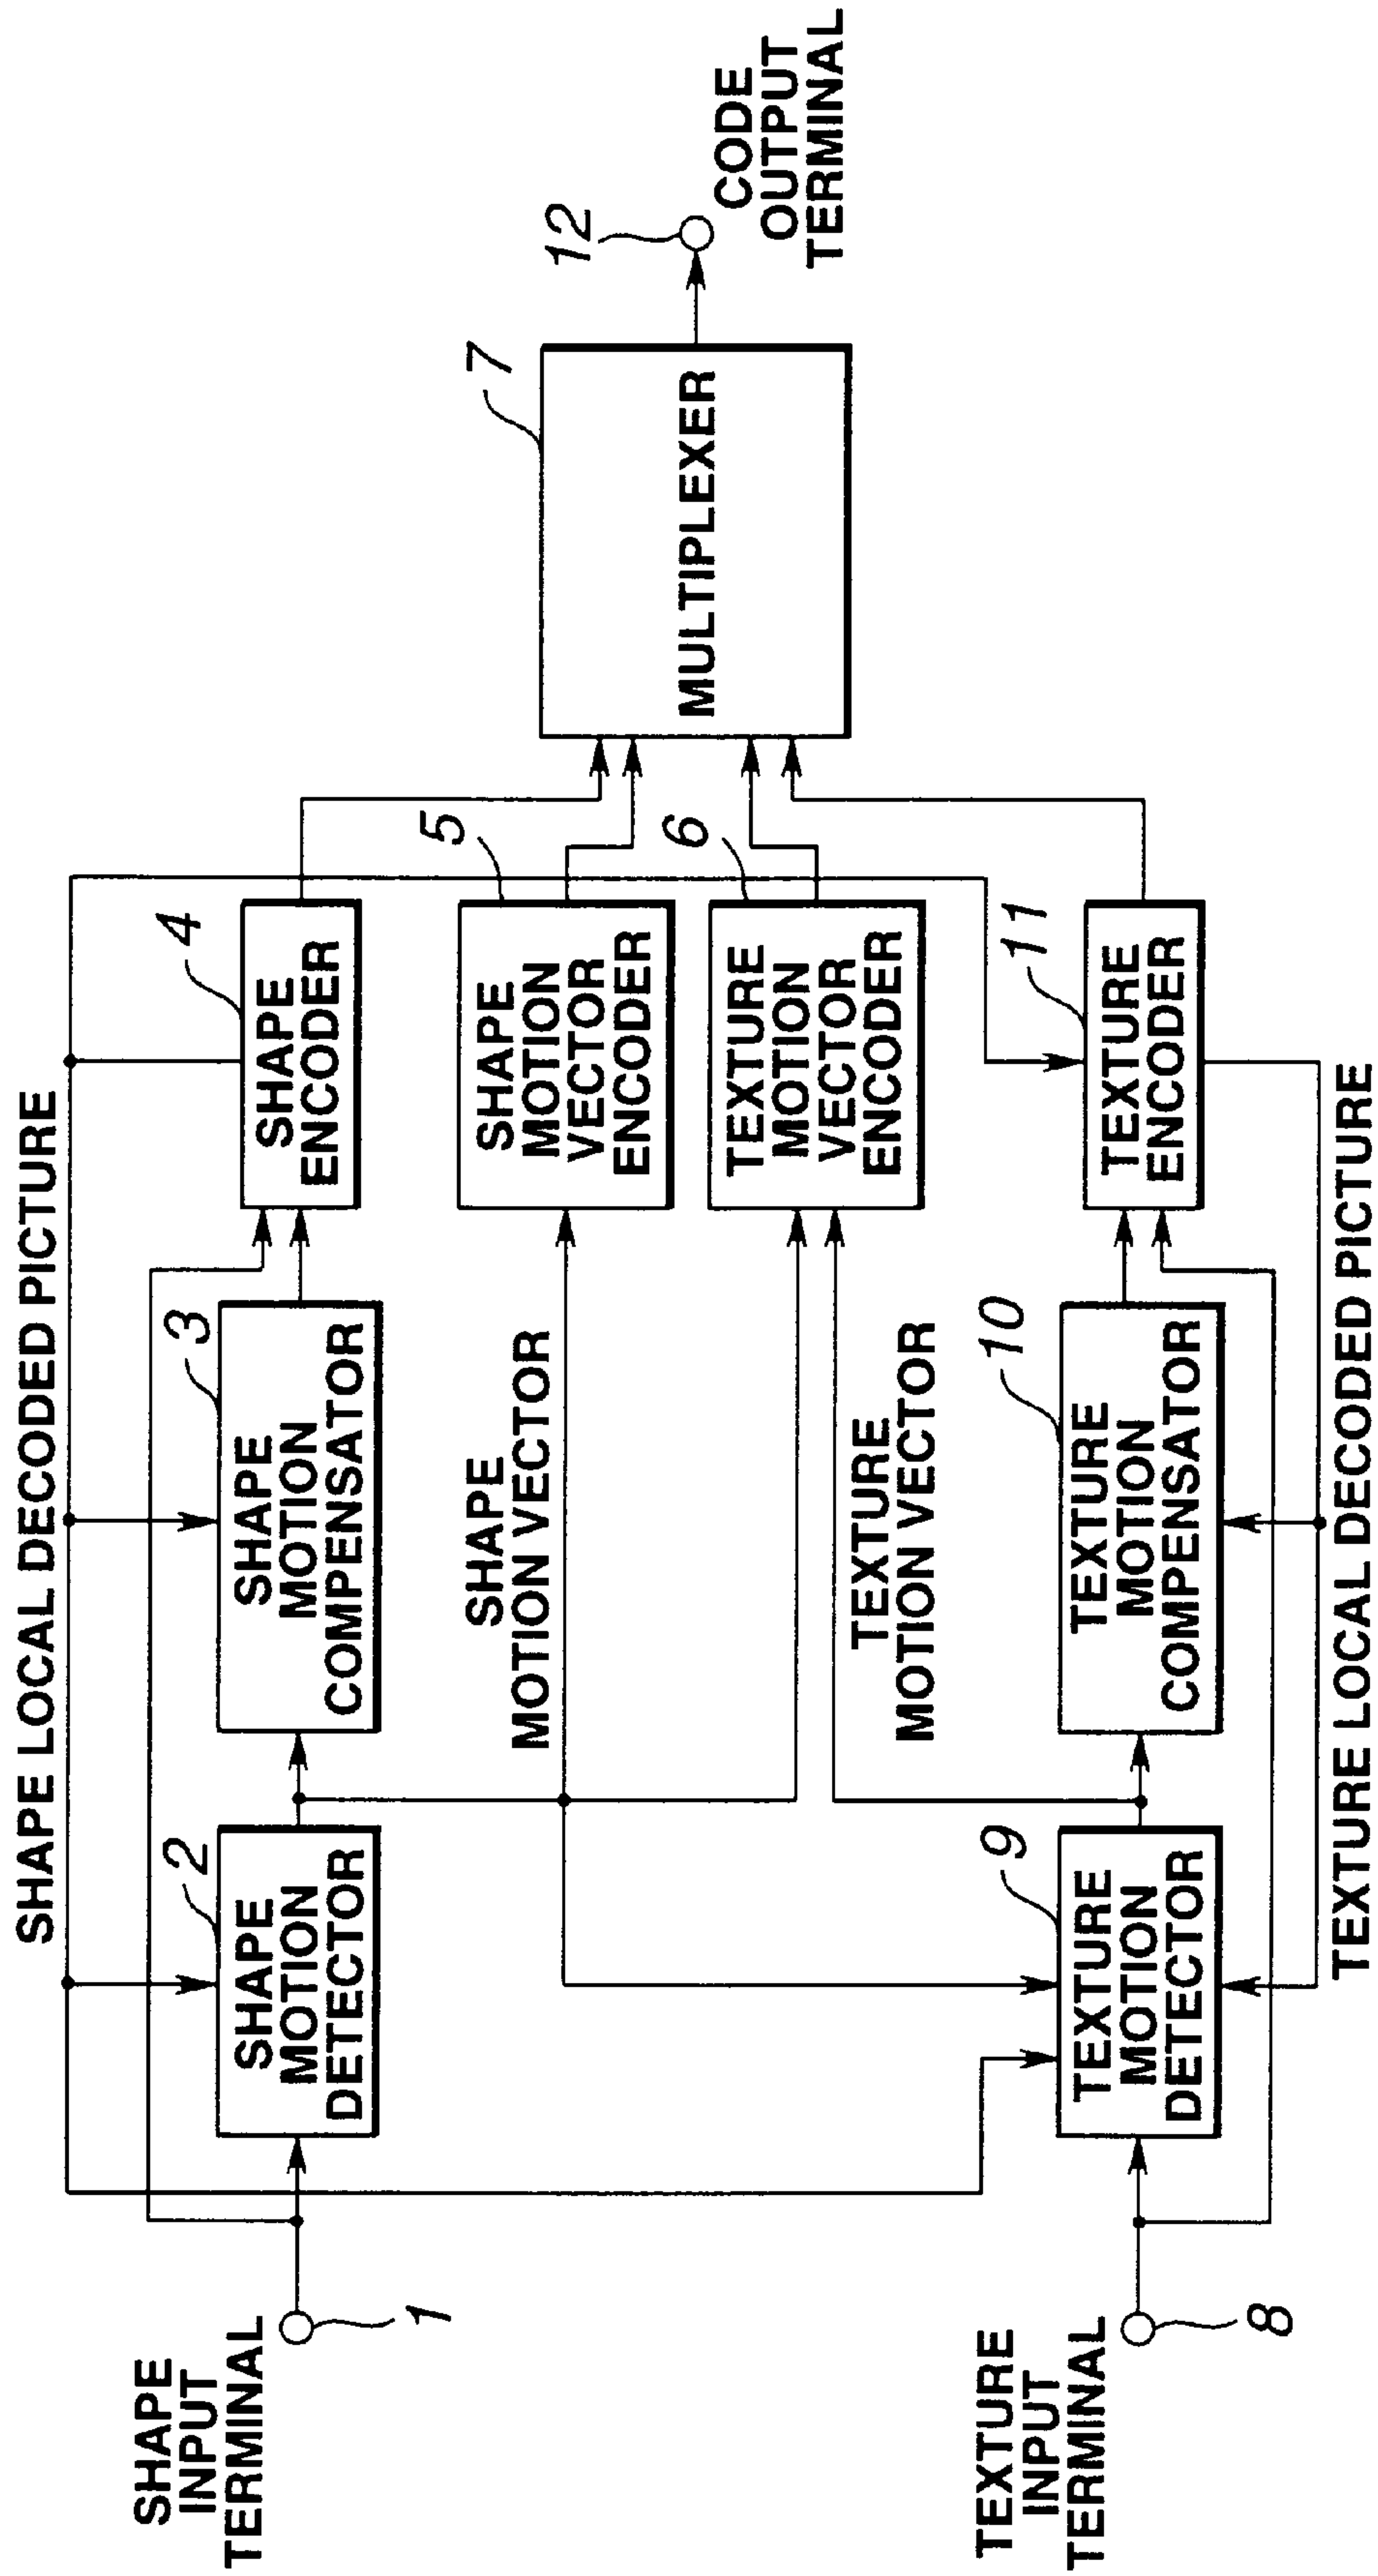 SHAPE LOCAL DECODED PICTURE
SHAPE
INPUT
TERMINAL
1
2
SHAPE
MOTION
DETECTOR
3
SHAPE
MOTION
COMPENSATOR
4
SHAPE
ENCODER
SHAPE
MOTION VECTOR
5
SHAPE
MOTION
VECTOR
ENCODER
6
TEXTURE
MOTION
VECTOR
ENCODER
TEXTURE
MOTION VECTOR
7
MULTIPLEXER
12
CODE
OUTPUT
TERMINAL
TEXTURE
INPUT
TERMINAL
8
9
TEXTURE
MOTION
DETECTOR
10
TEXTURE
MOTION
COMPENSATOR
11
TEXTURE
ENCODER
TEXTURE LOCAL DECODED PICTURE